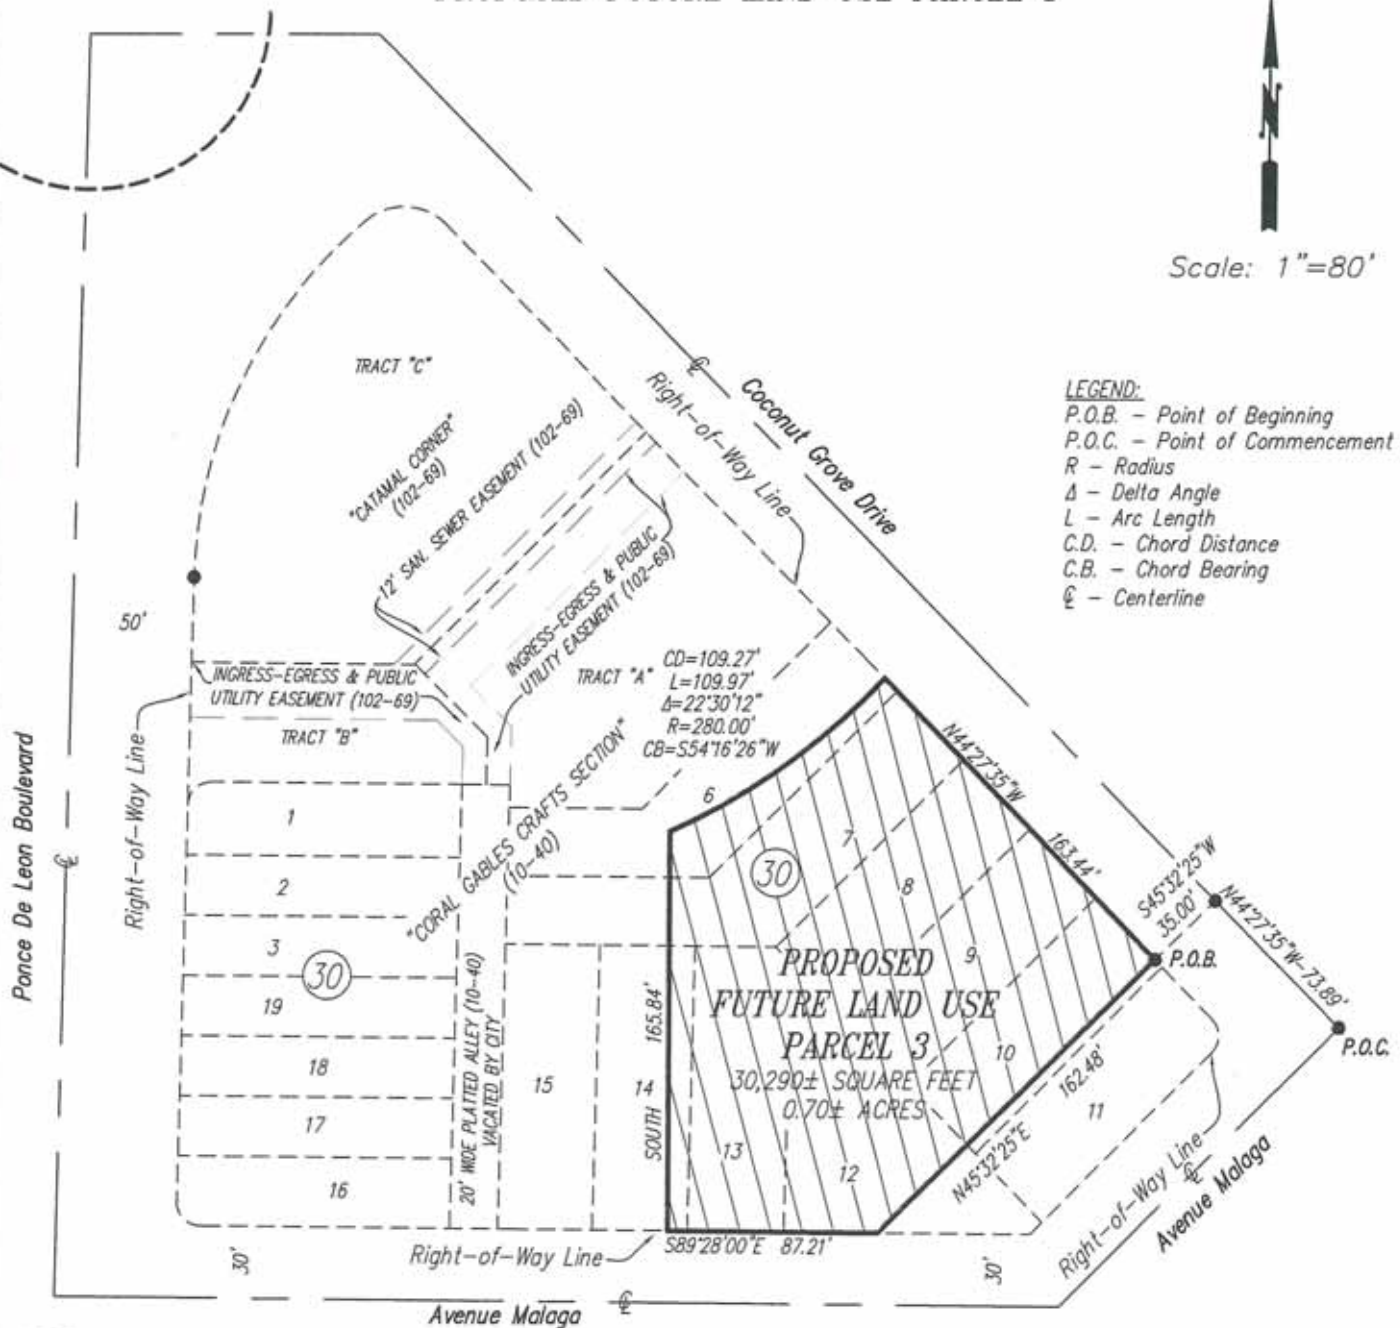 N
Scale: 1"=80'
LEGEND:
P.O.B. - Point of Beginning
P.O.C. - Point of Commencement
R - Radius
Δ - Delta Angle
L - Arc Length
C.D. - Chord Distance
C.B. - Chord Bearing
℄ - Centerline
TRACT "C"
"CATAMAL CORNER"
(102-69)
12' SAN. SEWER EASEMENT (102-69)
INGRESS-EGRESS & PUBLIC
UTILITY EASEMENT (102-69)
Right-of-Way Line
℄
Coconut Grove Drive
50'
INGRESS-EGRESS & PUBLIC
UTILITY EASEMENT (102-69)
TRACT "B"
TRACT "A"
CD=109.27'
L=109.97'
Δ=22°30'12"
R=280.00'
CB=S54°16'26"W
"CORAL GABLES CRAFTS SECTION"
(10-40)
Ponce De Leon Boulevard
℄
Right-of-Way Line
1
2
3
30
19
18
17
16
20' WIDE PLATTED ALLEY (10-40)
VACATED BY CITY
15
14
SOUTH 165.84'
6
7
30
8
9
10
PROPOSED
FUTURE LAND USE
PARCEL 3
30,290± SQUARE FEET
0.70± ACRES
13
12
11
N44°27'35"W
163.44'
S45°32'25"W
35.00'
N44°27'35"W-73.89'
P.O.B.
P.O.C.
N45°32'25"E
162.48'
S89°28'00"E 87.21'
30'
Right-of-Way Line
30'
Right-of-Way Line
℄
Avenue Malaga
Avenue Malaga
℄